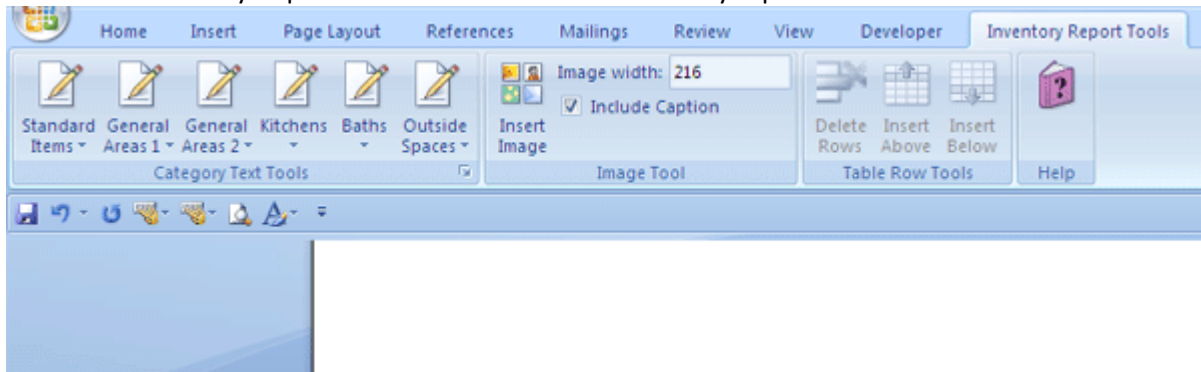 Home Insert Page Layout References Mailings Review View Developer Inventory Report Tools
Standard Items General Areas 1 General Areas 2 Kitchens Baths Outside Spaces
Category Text Tools
Insert Image
Image width: 216
Include Caption
Image Tool
Delete Rows Insert Above Insert Below
Table Row Tools
?
Help